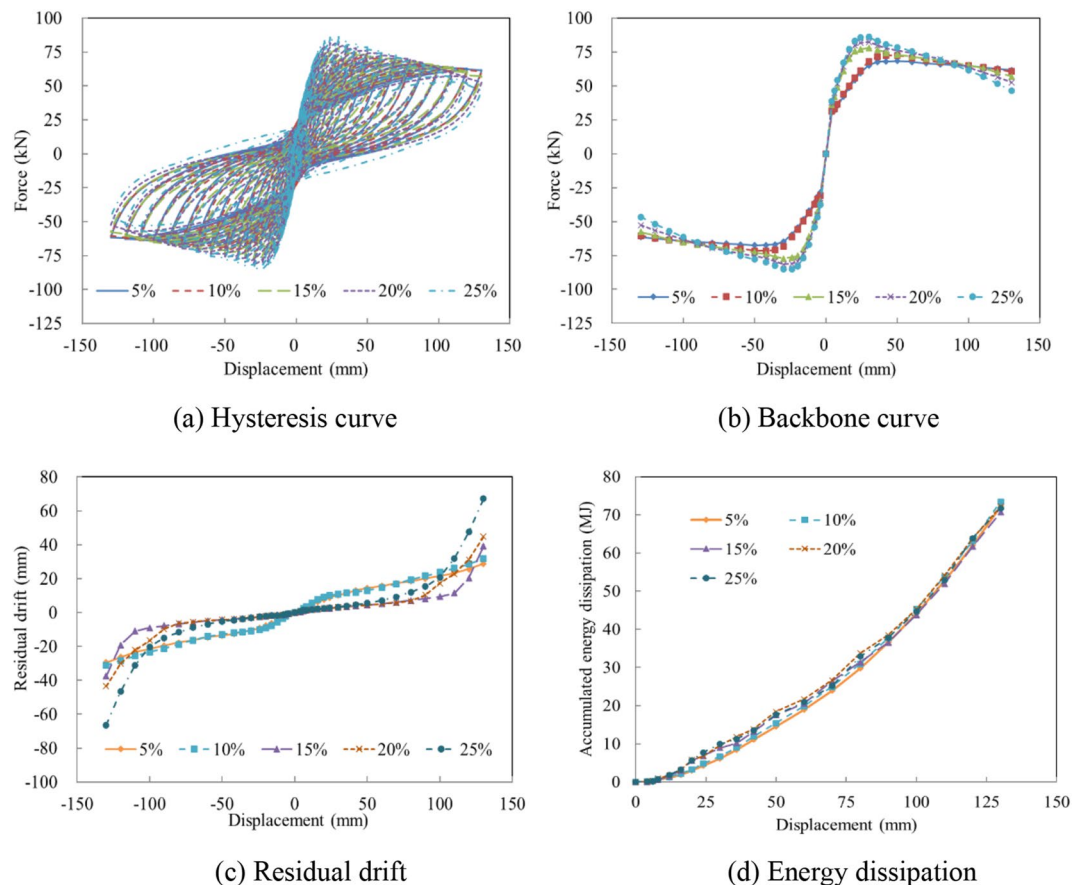 100
75
50
25
0
-25
-50
-75
-100
-125
Force (kN)
5% 10% 15% 20% 25%
-150 -100 -50 0 50 100 150
Displacement (mm)
(a) Hysteresis curve
100
75
50
25
0
-25
-50
-75
-100
-125
Force (kN)
5% 10% 15% 20% 25%
-150 -100 -50 0 50 100 150
Displacement (mm)
(b) Backbone curve
80
60
40
20
0
-20
-40
-60
-80
-100
Residual drift (mm)
5% 10% 15% 20% 25%
-150 -100 -50 0 50 100 150
Displacement (mm)
(c) Residual drift
80
70
60
50
40
30
20
10
0
Accumulated energy dissipation (MJ)
5% 10%
15% 20%
25%
0 25 50 75 100 125 150
Displacement (mm)
(d) Energy dissipation